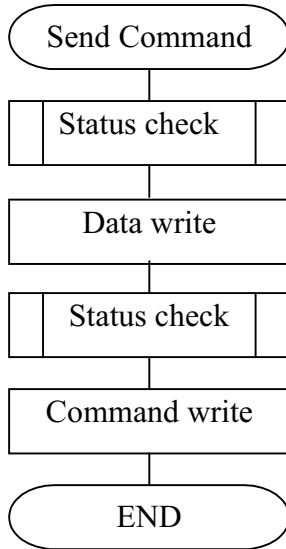 Send Command
Status check
Data write
Status check
Command write
END